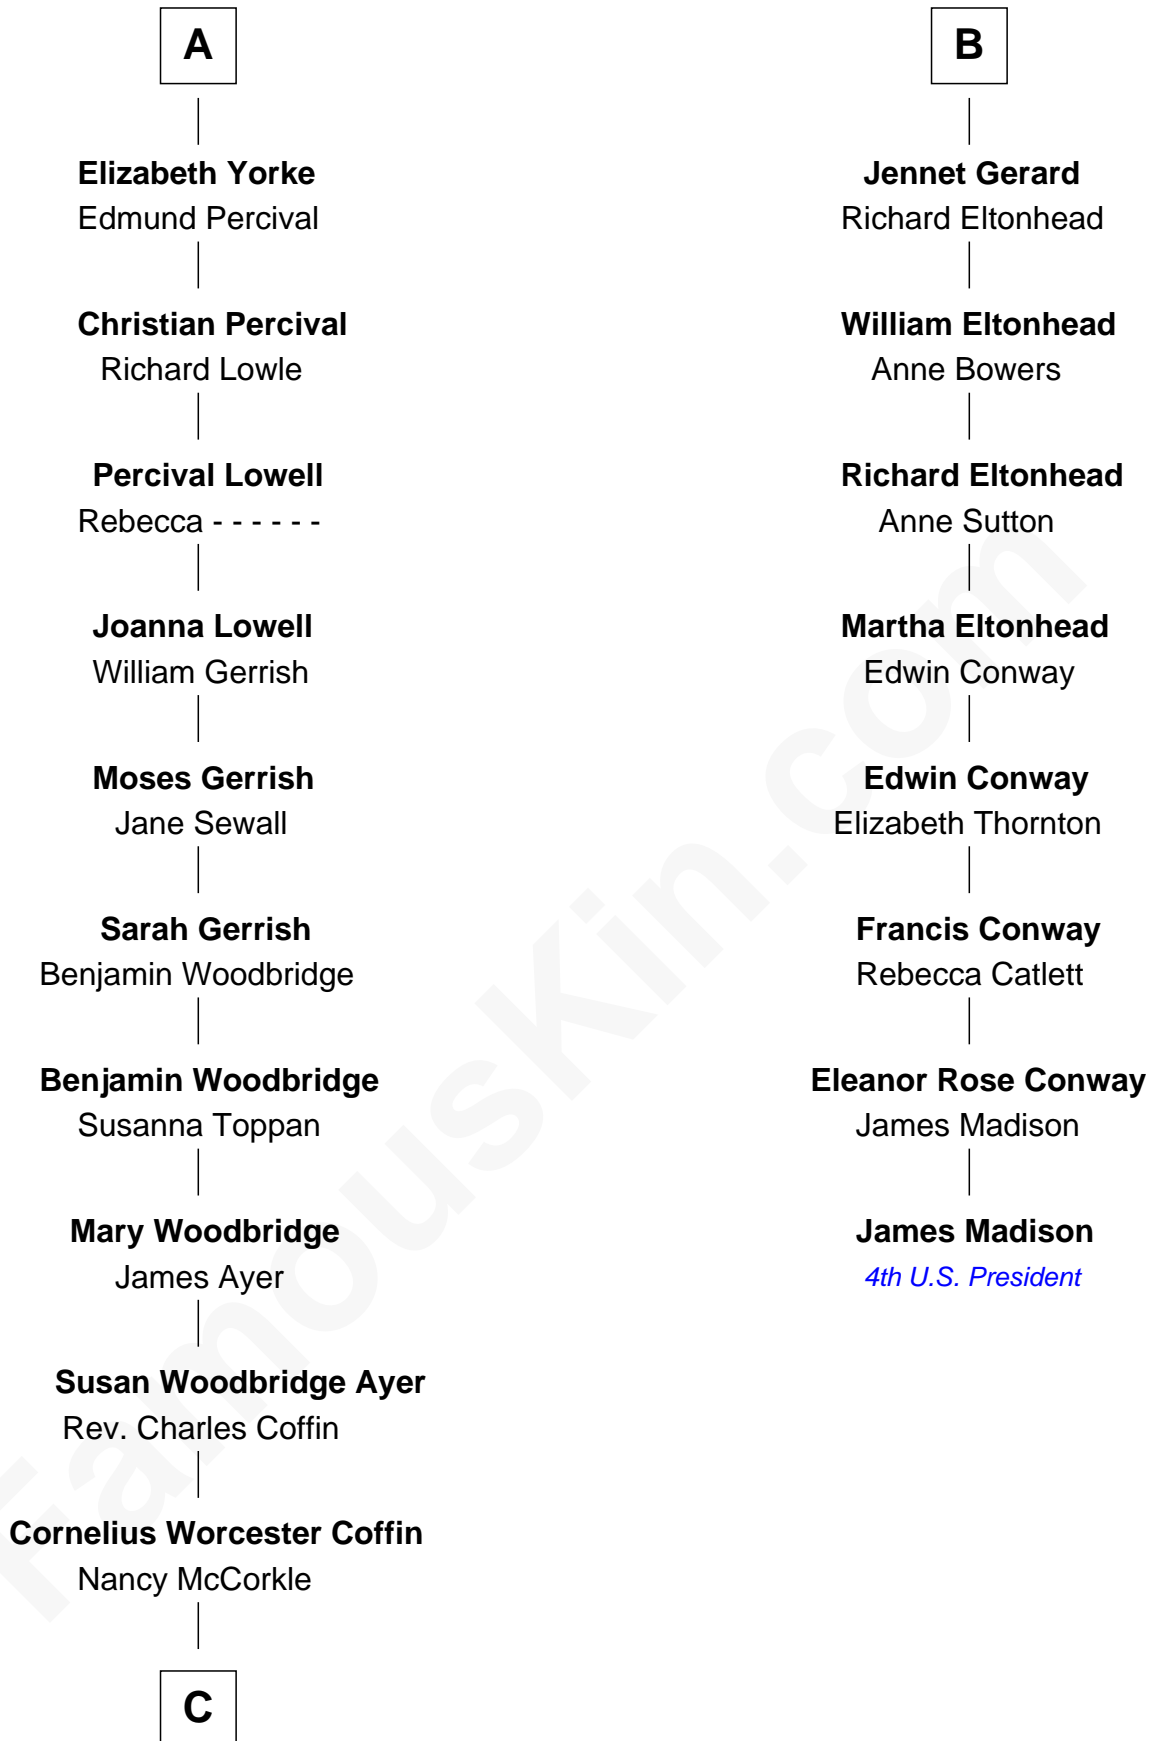 A
Elizabeth Yorke
Edmund Percival
Christian Percival
Richard Lowle
Percival Lowell
Rebecca - - - - - -
Joanna Lowell
William Gerrish
Moses Gerrish
Jane Sewall
Sarah Gerrish
Benjamin Woodbridge
Benjamin Woodbridge
Susanna Toppan
Mary Woodbridge
James Ayer
Susan Woodbridge Ayer
Rev. Charles Coffin
Cornelius Worcester Coffin
Nancy McCorkle
C
B
Jennet Gerard
Richard Eltonhead
William Eltonhead
Anne Bowers
Richard Eltonhead
Anne Sutton
Martha Eltonhead
Edwin Conway
Edwin Conway
Elizabeth Thornton
Francis Conway
Rebecca Catlett
Eleanor Rose Conway
James Madison
James Madison
4th U.S. President
FamousKin.com